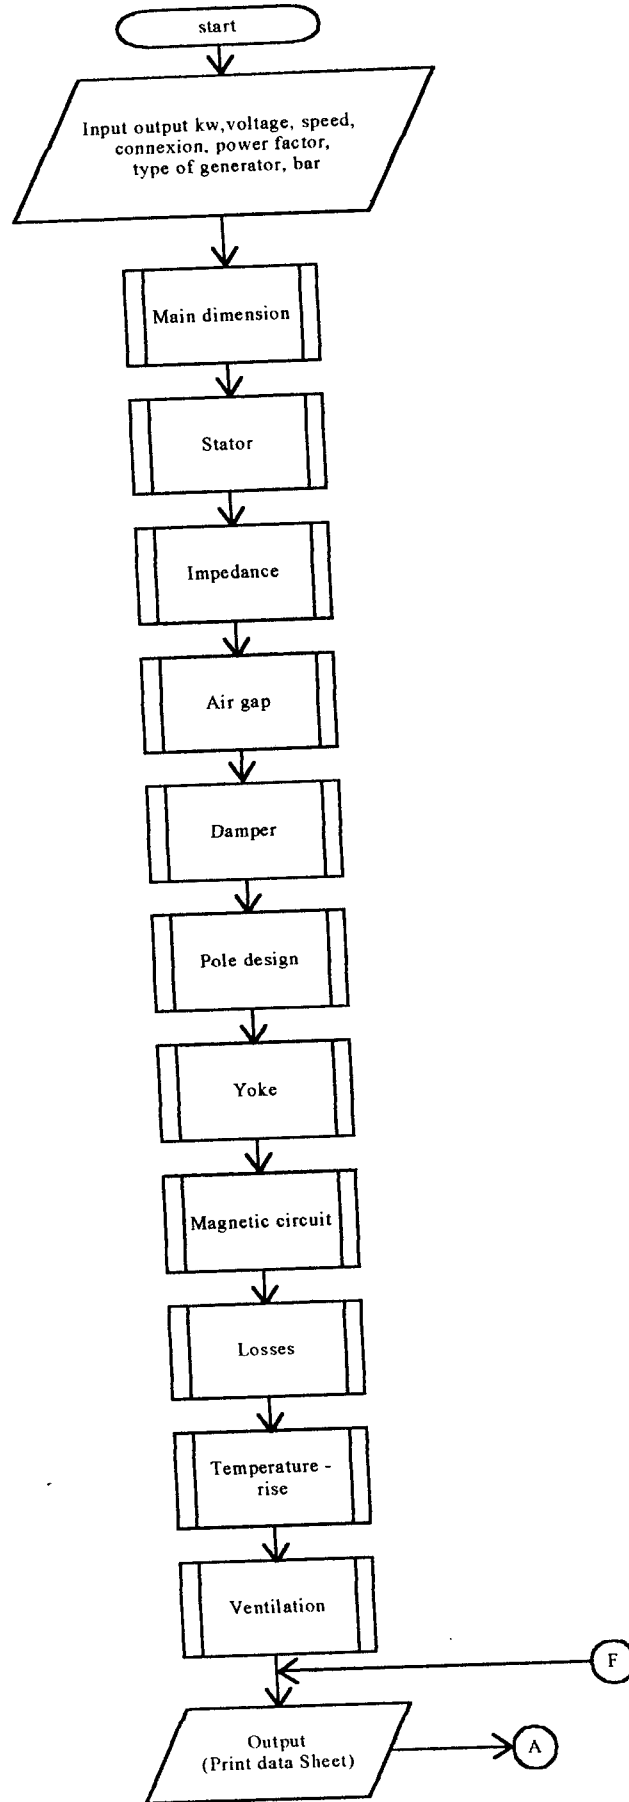 start
Input output kw,voltage, speed,
connexion, power factor,
type of generator, bar
Main dimension
Stator
Impedance
Air gap
Damper
Pole design
Yoke
Magnetic circuit
Losses
Temperature -
rise
Ventilation
F
Output
(Print data Sheet)
A